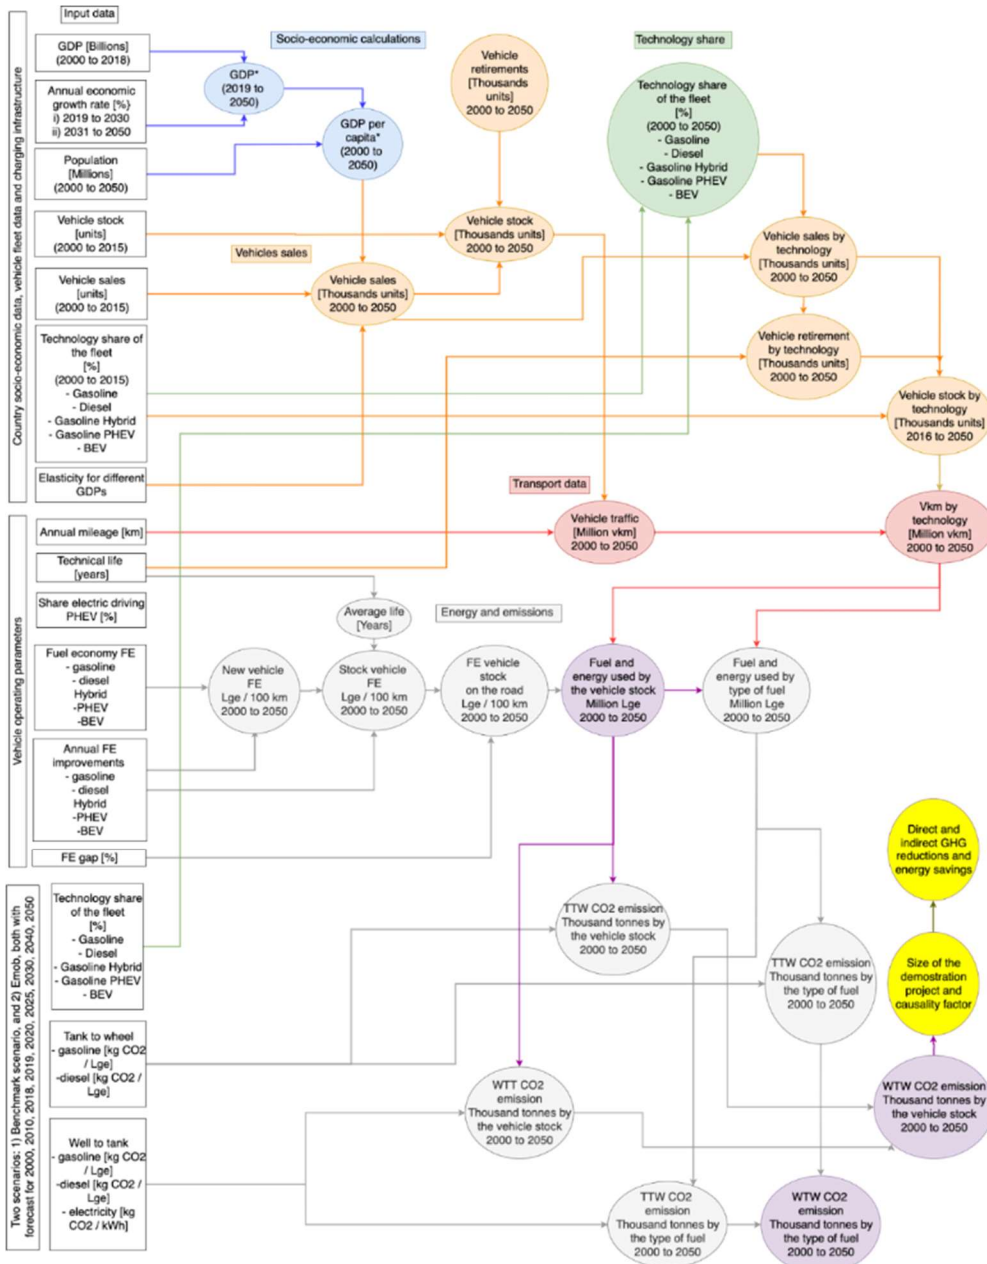 Input data
GDP [Billions]
(2000 to 2018)
Annual economic
growth rate [%}
i) 2019 to 2030
ii) 2031 to 2050
Population
[Millions]
(2000 to 2050)
Vehicle stock
[units]
(2000 to 2015)
Vehicle sales
[units]
(2000 to 2015)
Technology share of
the fleet
[%]
(2000 to 2015)
- Gasoline
- Diesel
- Gasoline Hybrid
- Gasoline PHEV
- BEV
Elasticity for different
GDPs
Country socio-economic data, vehicle fleet data and charging infrastructure
Socio-economic calculations
GDP*
(2019 to
2050)
GDP per
capita*
(2000 to
2050)
Vehicle
retirements
[Thousands
units]
2000 to 2050
Technology share
Technology share
of the fleet
[%]
(2000 to 2050)
- Gasoline
- Diesel
- Gasoline Hybrid
- Gasoline PHEV
- BEV
Vehicle stock
[Thousands units]
2000 to 2050
Vehicles sales
Vehicle sales
[Thousands units]
2000 to 2050
Vehicle sales by
technology
[Thousands units]
2000 to 2050
Vehicle retirement
by technology
[Thousands units]
2000 to 2050
Vehicle stock by
technology
[Thousands units]
2016 to 2050
Transport data
Vehicle traffic
[Million vkm]
2000 to 2050
Vkm by
technology
[Million vkm]
2000 to 2050
Vehicle operating parameters
Annual mileage [km]
Technical life
[years]
Share electric driving
PHEV [%]
Fuel economy FE
- gasoline
- diesel
Hybrid
-PHEV
-BEV
Annual FE
improvements
- gasoline
- diesel
Hybrid
-PHEV
-BEV
FE gap [%]
Average life
[Years]
Energy and emissions
New vehicle
FE
Lge / 100 km
2000 to 2050
Stock vehicle
FE
Lge / 100 km
2000 to 2050
FE vehicle
stock
on the road
Lge / 100 km
2000 to 2050
Fuel and
energy used by
the vehicle stock
Million Lge
2000 to 2050
Fuel and
energy used by
type of fuel
Million Lge
2000 to 2050
Two scenarios: 1) Benchmark scenario, and 2) Emob, both with
forecast for 2000, 2010, 2018, 2019, 2020, 2025, 2030, 2040, 2050
Technology share
of the fleet
[%]
- Gasoline
- Diesel
- Gasoline Hybrid
- Gasoline PHEV
- BEV
Tank to wheel
- gasoline [kg CO2
/ Lge]
-diesel [kg CO2 /
Lge]
Well to tank
- gasoline [kg CO2
/ Lge]
-diesel [kg CO2 /
Lge]
- electricity [kg
CO2 / kWh]
TTW CO2 emission
Thousand tonnes by
the vehicle stock
2000 to 2050
TTW CO2 emission
Thousand tonnes by
the type of fuel
2000 to 2050
Direct and
indirect GHG
reductions and
energy savings
Size of the
demostration
project and
causality factor
WTT CO2
emission
Thousand tonnes by
the vehicle stock
2000 to 2050
WTW CO2 emission
Thousand tonnes by
the vehicle stock
2000 to 2050
TTW CO2
emission
Thousand tonnes by
the type of fuel
2000 to 2050
WTW CO2
emission
Thousand tonnes by
the type of fuel
2000 to 2050